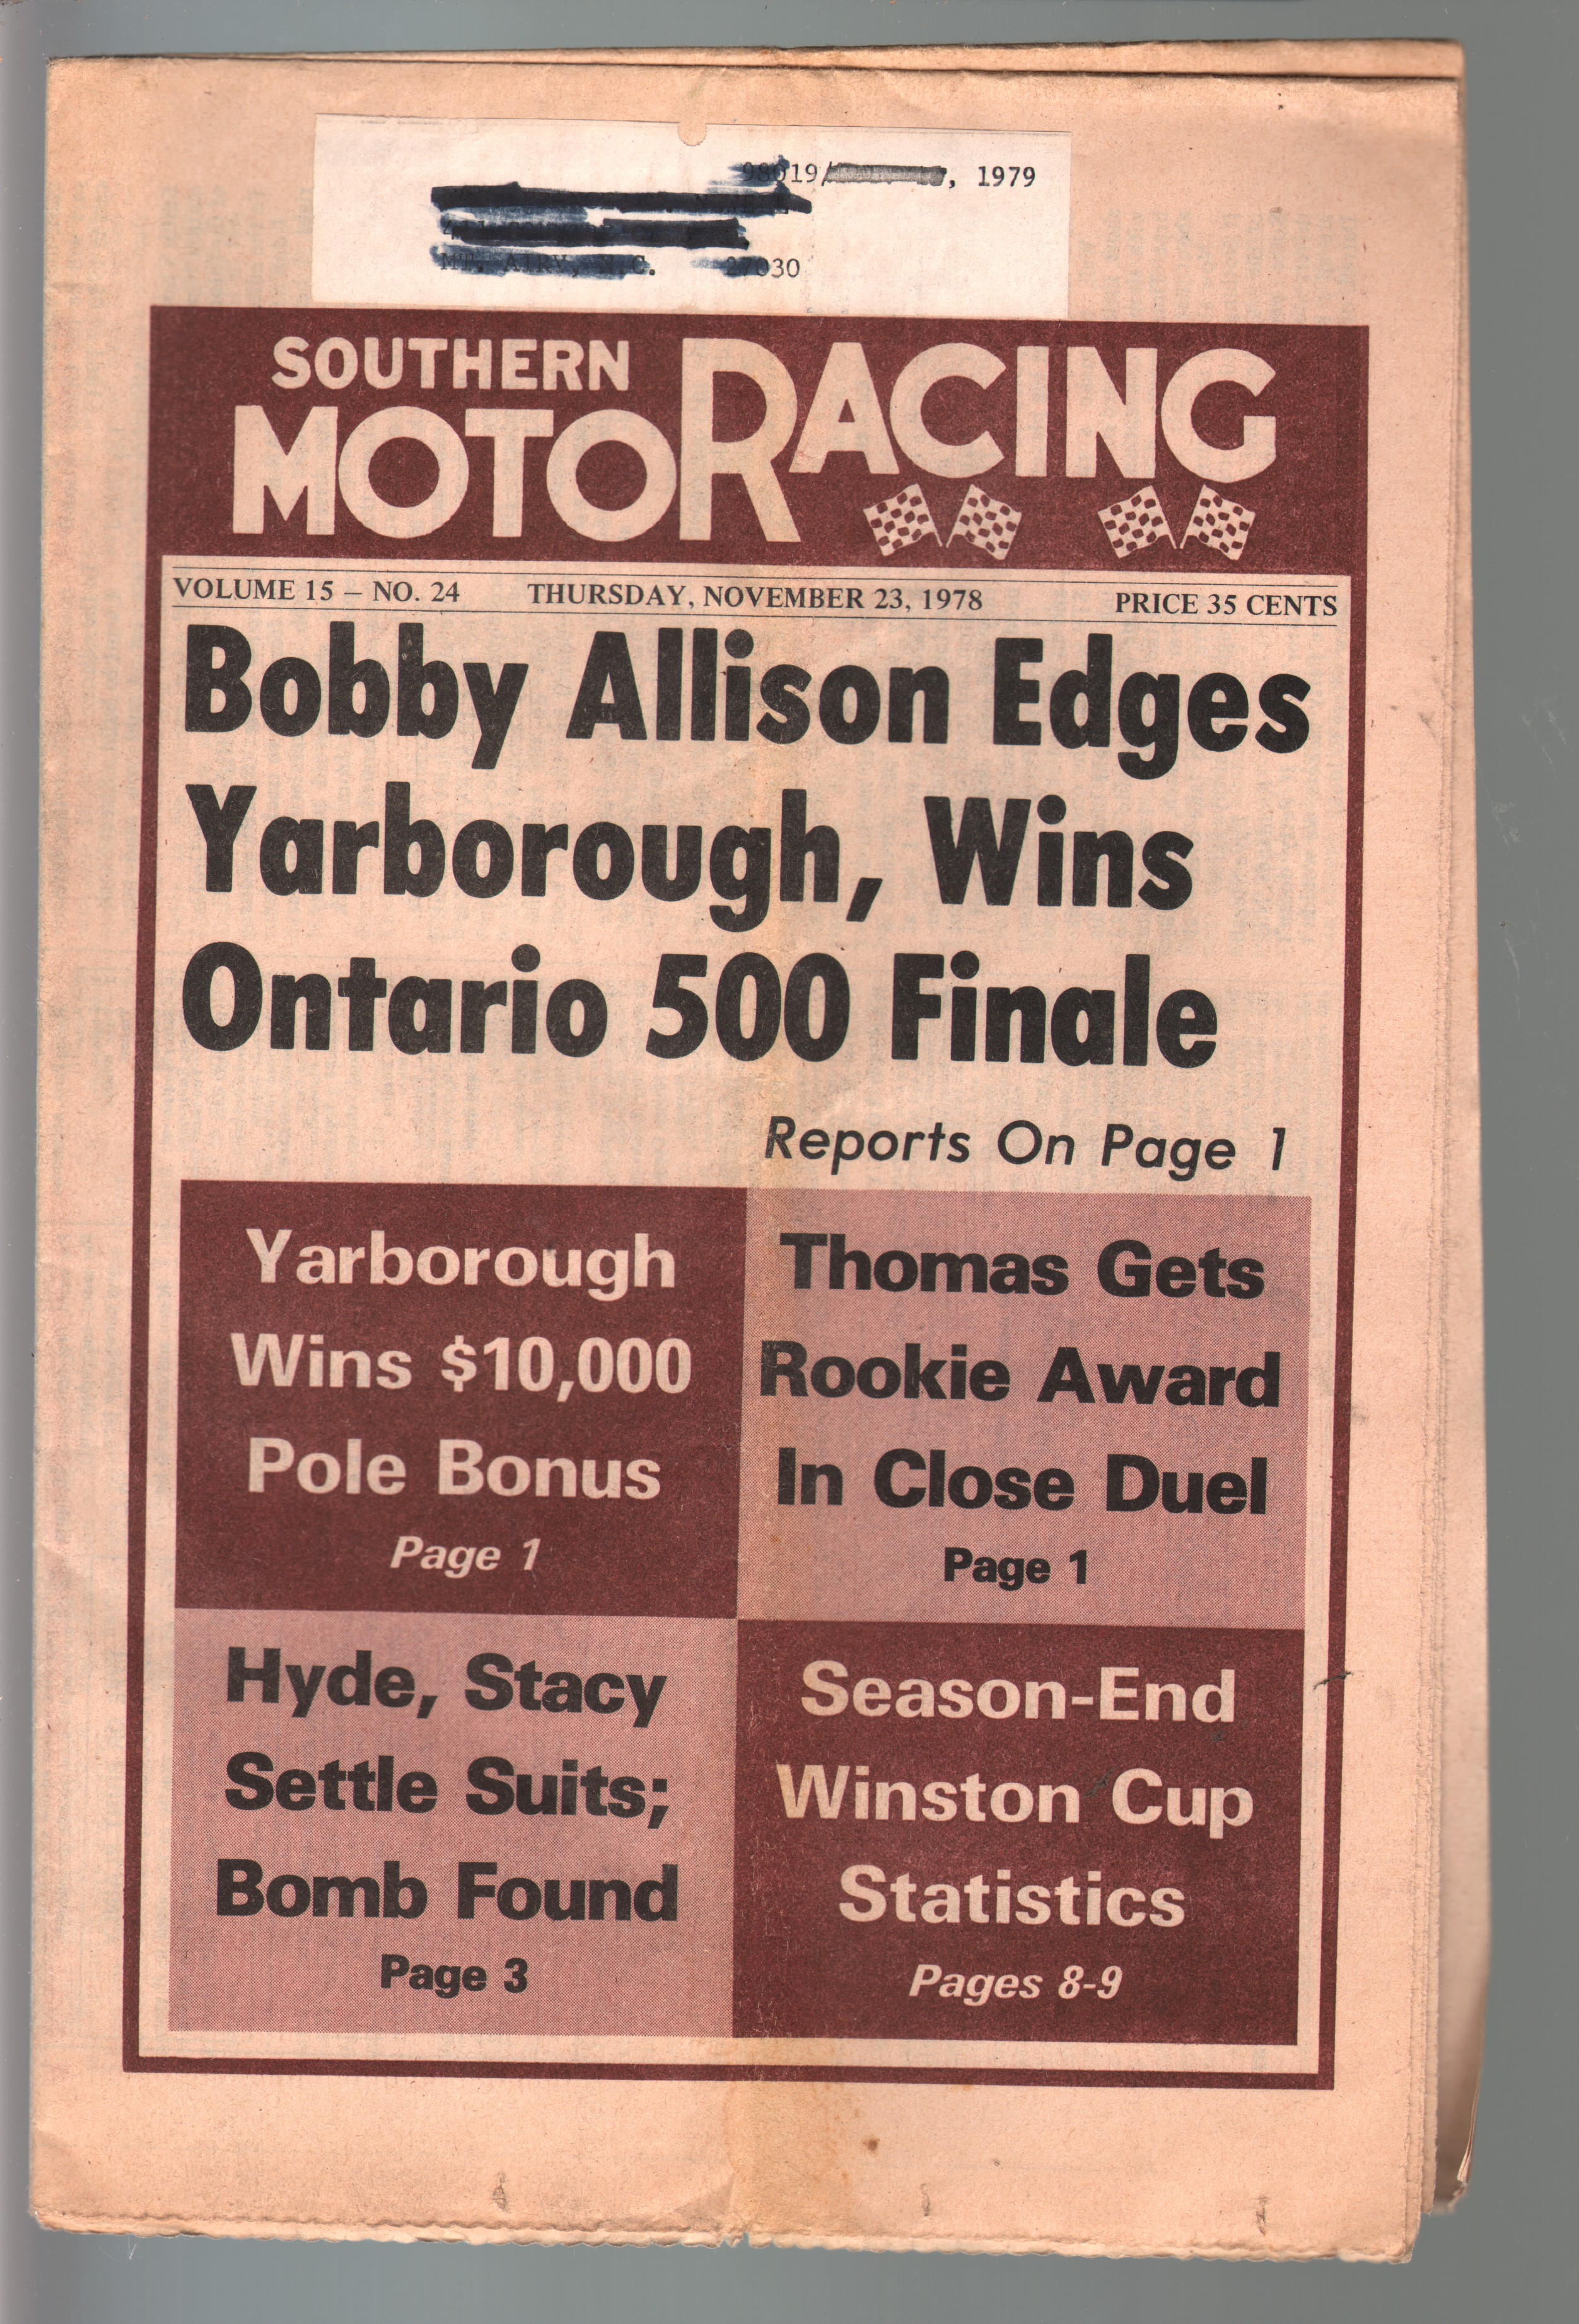 98019/ , 1979
MT. AIRY, N.C. 27030
SOUTHERN
MOTORACING
VOLUME 15 – NO. 24 THURSDAY, NOVEMBER 23, 1978 PRICE 35 CENTS
Bobby Allison Edges
Yarborough, Wins
Ontario 500 Finale
Reports On Page 1
Yarborough
Wins $10,000
Pole Bonus
Page 1
Thomas Gets
Rookie Award
In Close Duel
Page 1
Hyde, Stacy
Settle Suits;
Bomb Found
Page 3
Season-End
Winston Cup
Statistics
Pages 8-9